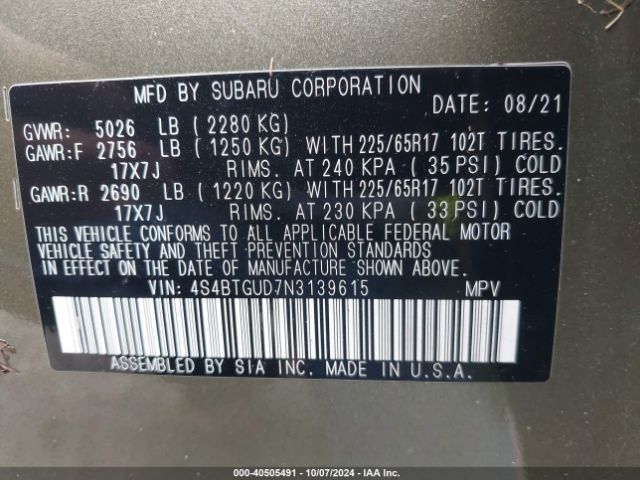 MFD BY SUBARU CORPORATION
DATE: 08/21
GVWR: 5026 LB ( 2280 KG)
GAWR:F 2756 LB ( 1250 KG) WITH 225/65R17 102T TIRES.
17X7J RIMS. AT 240 KPA ( 35 PSI) COLD
GAWR:R 2690 LB ( 1220 KG) WITH 225/65R17 102T TIRES.
17X7J RIMS. AT 230 KPA ( 33 PSI) COLD
THIS VEHICLE CONFORMS TO ALL APPLICABLE FEDERAL MOTOR
VEHICLE SAFETY AND THEFT PREVENTION STANDARDS
IN EFFECT ON THE DATE OF MANUFACTURE SHOWN ABOVE.
VIN: 4S4BTGUD7N3139615 MPV
ASSEMBLED BY SIA INC. MADE IN U.S.A.
000-40505491 - 10/07/2024 - IAAI.com